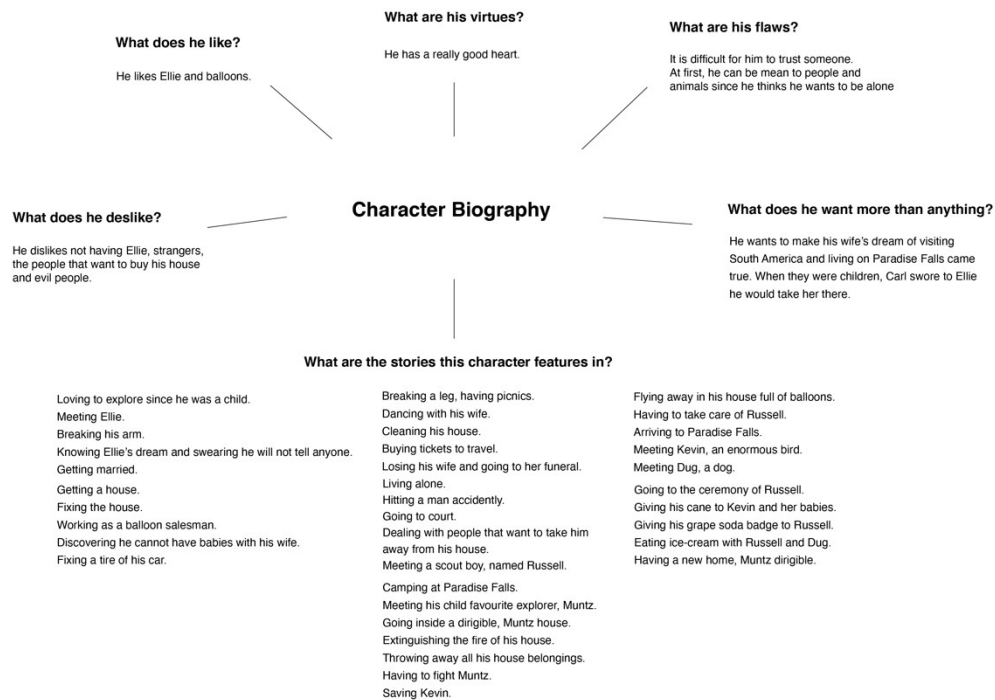 What are his virtues?
He has a really good heart.
What does he like?
He likes Ellie and balloons.
What are his flaws?
It is difficult for him to trust someone.
At first, he can be mean to people and
animals since he thinks he wants to be alone
Character Biography
What does he deslike?
He dislikes not having Ellie, strangers,
the people that want to buy his house
and evil people.
What does he want more than anything?
He wants to make his wife's dream of visiting
South America and living on Paradise Falls came
true. When they were children, Carl swore to Ellie
he would take her there.
What are the stories this character features in?
Loving to explore since he was a child.
Meeting Ellie.
Breaking his arm.
Knowing Ellie's dream and swearing he will not tell anyone.
Getting married.
Getting a house.
Fixing the house.
Working as a balloon salesman.
Discovering he cannot have babies with his wife.
Fixing a tire of his car.
Breaking a leg, having picnics.
Dancing with his wife.
Cleaning his house.
Buying tickets to travel.
Losing his wife and going to her funeral.
Living alone.
Hitting a man accidently.
Going to court.
Dealing with people that want to take him
away from his house.
Meeting a scout boy, named Russell.
Camping at Paradise Falls.
Meeting his child favourite explorer, Muntz.
Going inside a dirigible, Muntz house.
Extinguishing the fire of his house.
Throwing away all his house belongings.
Having to fight Muntz.
Saving Kevin.
Flying away in his house full of balloons.
Having to take care of Russell.
Arriving to Paradise Falls.
Meeting Kevin, an enormous bird.
Meeting Dug, a dog.
Going to the ceremony of Russell.
Giving his cane to Kevin and her babies.
Giving his grape soda badge to Russell.
Eating ice-cream with Russell and Dug.
Having a new home, Muntz dirigible.